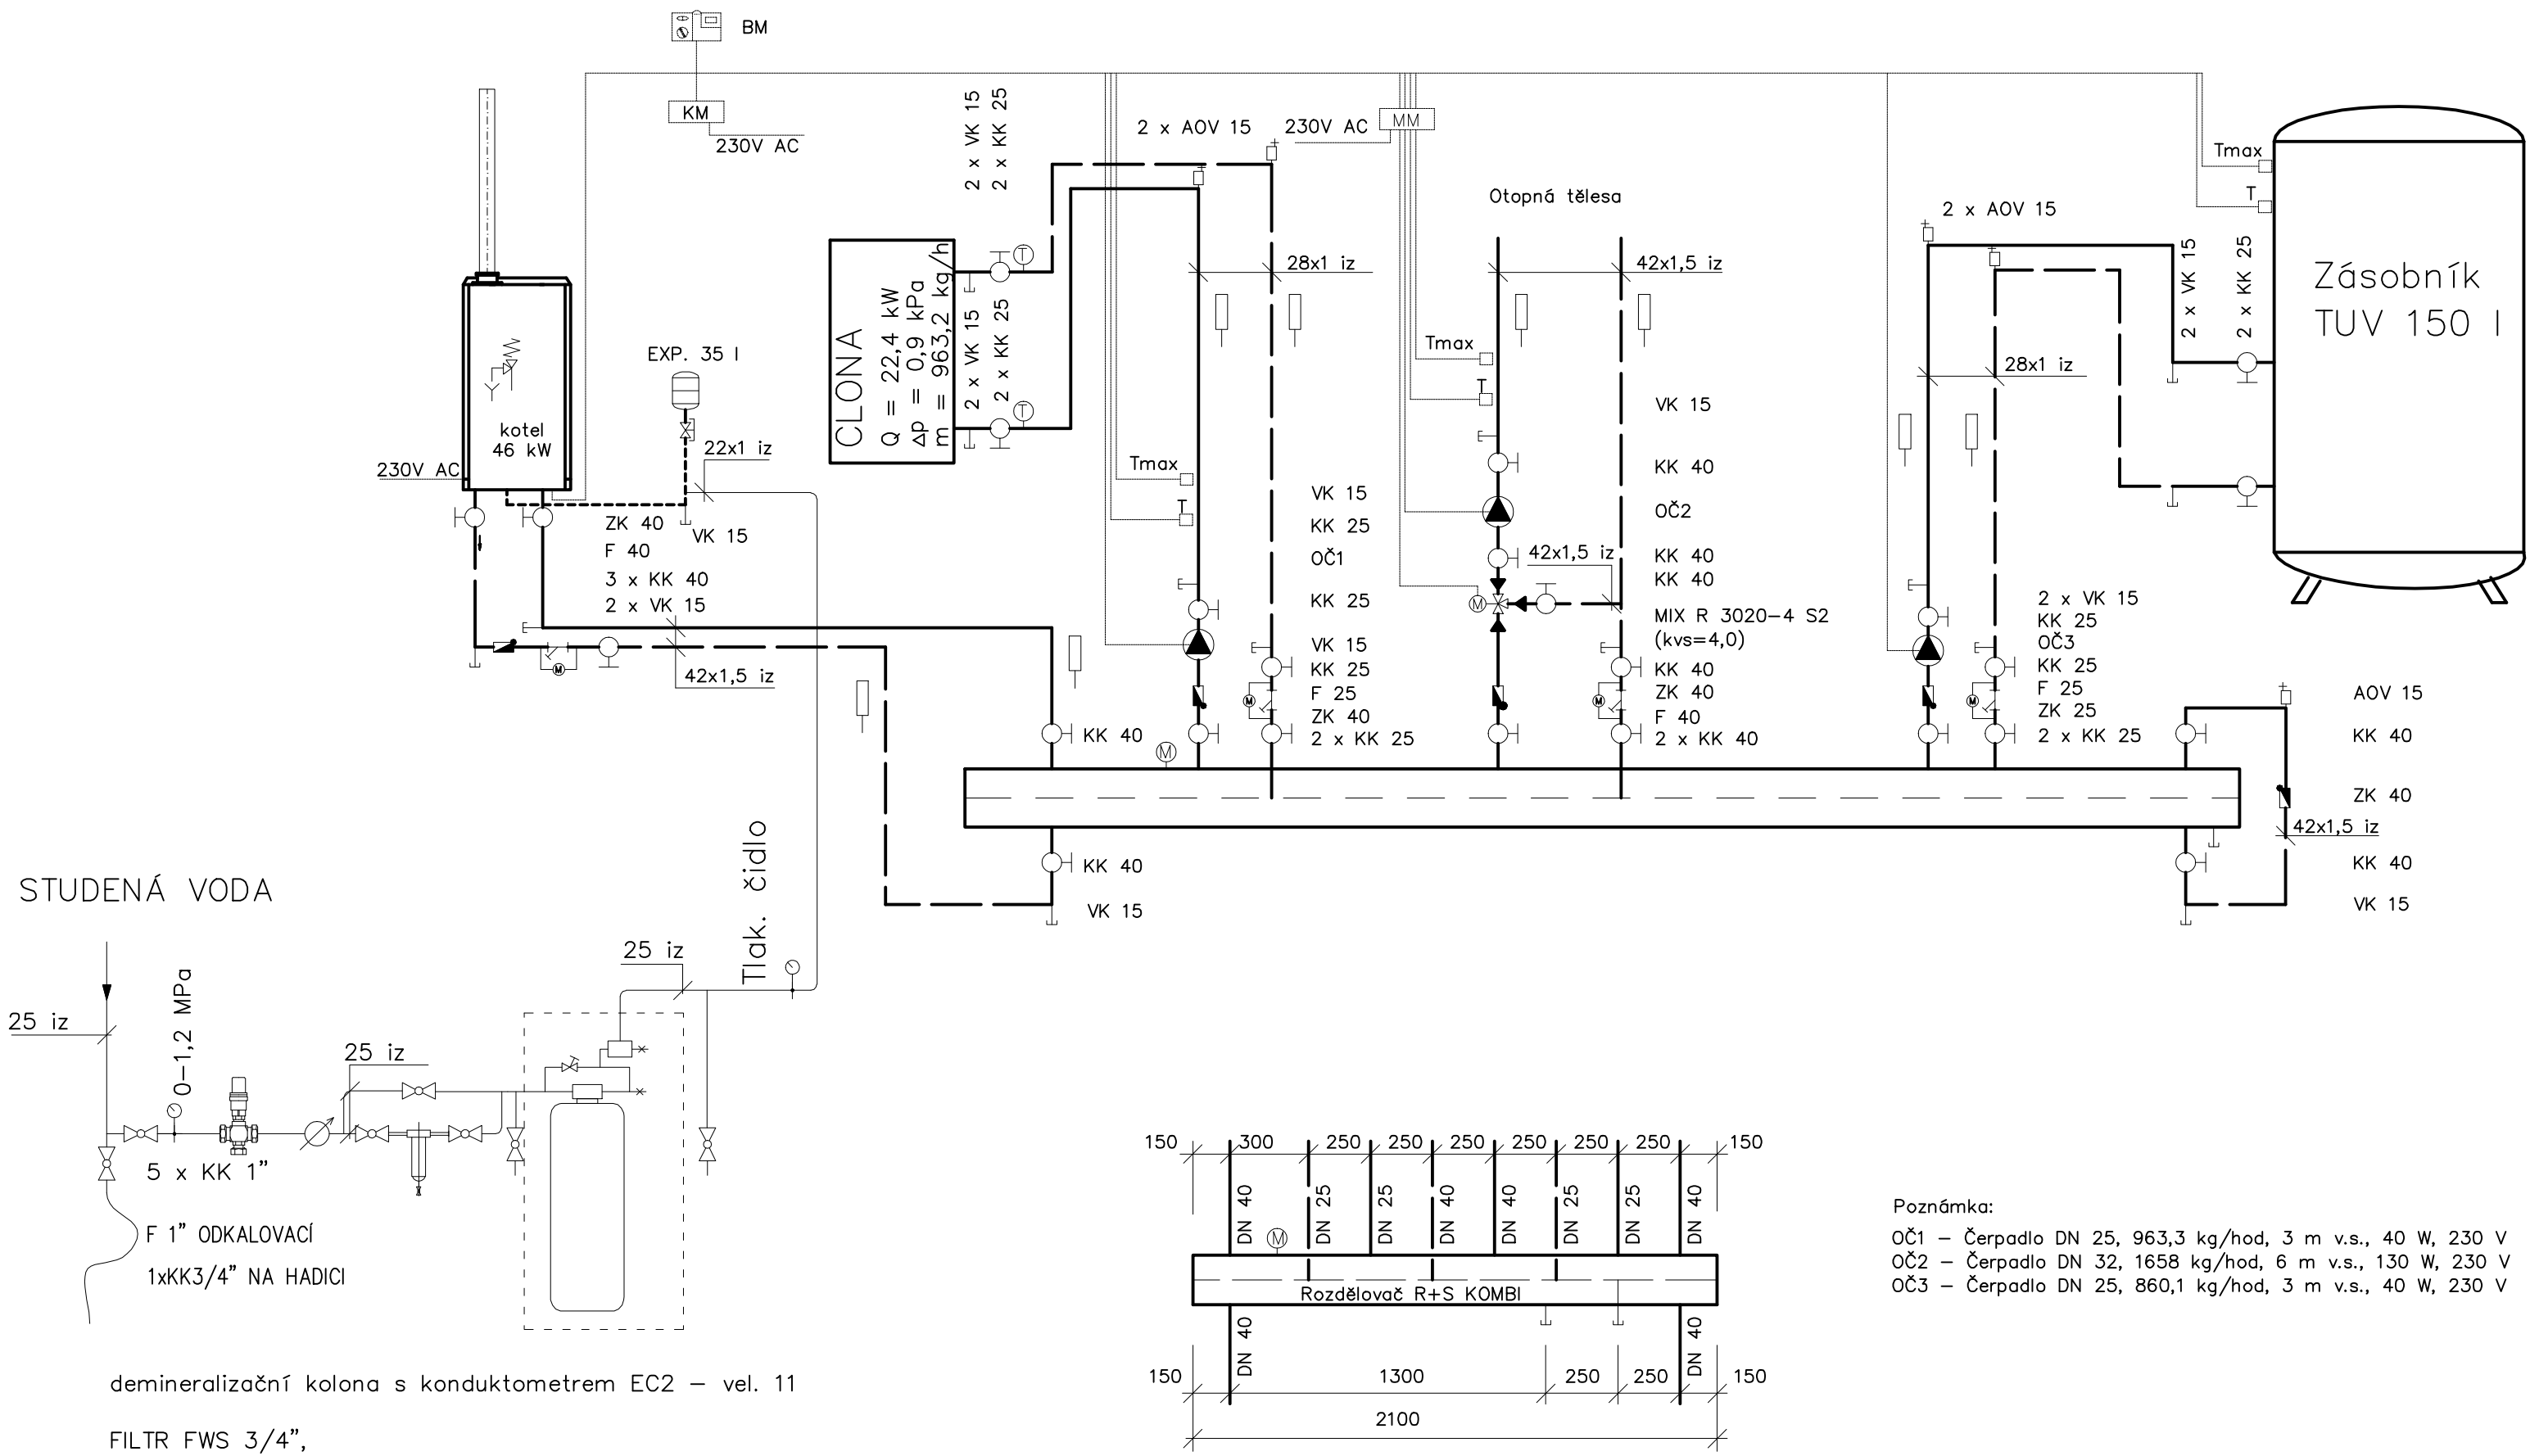 BM
KM
230V AC
2 x VK 15
2 x KK 25
2 x AOV 15
230V AC
MM
Otopná tělesa
2 x AOV 15
Tmax
T
2 x VK 15
2 x KK 25
Zásobník
TUV 150 l
28x1 iz
42x1,5 iz
28x1 iz
CLONA
Q = 22,4 kW
Δp = 0,9 kPa
m = 963,2 kg/h
T
2 x VK 15
2 x KK 25
T
EXP. 35 l
kotel
46 kW
230V AC
22x1 iz
ZK 40
F 40
3 x KK 40
2 x VK 15
VK 15
42x1,5 iz
M
Tmax
T
VK 15
KK 25
OČ1
KK 25
VK 15
KK 25
F 25
ZK 40
2 x KK 25
M
Tmax
T
VK 15
KK 40
OČ2
42x1,5 iz
KK 40
KK 40
M
MIX R 3020-4 S2
(kvs=4,0)
KK 40
ZK 40
F 40
2 x KK 40
M
2 x VK 15
KK 25
OČ3
KK 25
F 25
ZK 25
2 x KK 25
M
AOV 15
KK 40
ZK 40
42x1,5 iz
KK 40
VK 15
KK 40
M
KK 40
VK 15
STUDENÁ VODA
25 iz
0-1,2 MPa
25 iz
25 iz
Tlak. čidlo
5 x KK 1"
F 1" ODKALOVACÍ
1xKK3/4" NA HADICI
demineralizační kolona s konduktometrem EC2 – vel. 11
FILTR FWS 3/4",
150 300 250 250 250 250 250 250 150
DN 40 DN 25 DN 25 DN 40 DN 40 DN 25 DN 25 DN 40
M
Rozdělovač R+S KOMBI
DN 40 DN 40
150 1300 250 250 150
2100
Poznámka:
OČ1 – Čerpadlo DN 25, 963,3 kg/hod, 3 m v.s., 40 W, 230 V
OČ2 – Čerpadlo DN 32, 1658 kg/hod, 6 m v.s., 130 W, 230 V
OČ3 – Čerpadlo DN 25, 860,1 kg/hod, 3 m v.s., 40 W, 230 V